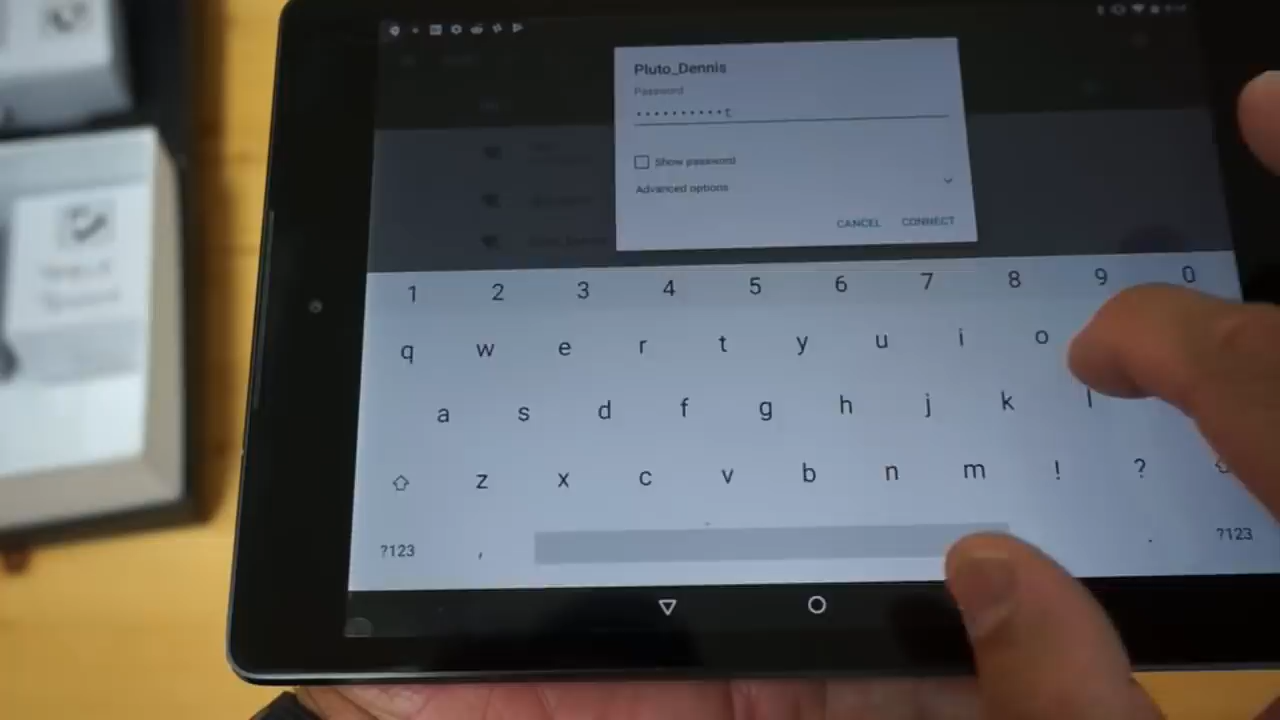 Pluto_Dennis
Password
••••••••••t
Show password
Advanced options
CANCEL CONNECT
1 2 3 4 5 6 7 8 9 0
q w e r t y u i o
a s d f g h j k l
z x c v b n m ! ?
?123 , . ?123